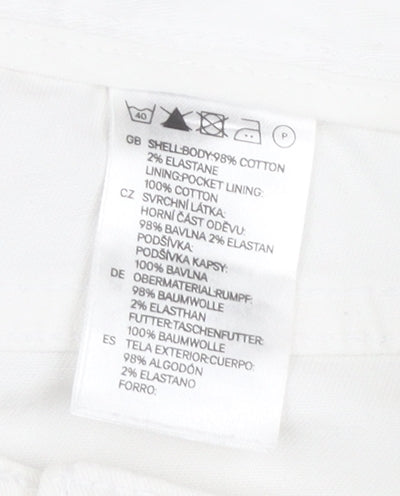 40 P
GB SHELL:BODY:98% COTTON
2% ELASTANE
LINING:POCKET LINING:
100% COTTON
CZ SVRCHNÍ LÁTKA:
HORNÍ ČÁST ODĚVU:
98% BAVLNA 2% ELASTAN
PODŠÍVKA:
PODŠÍVKA KAPSY:
100% BAVLNA
DE OBERMATERIAL:RUMPF:
98% BAUMWOLLE
2% ELASTHAN
FUTTER:TASCHENFUTTER:
100% BAUMWOLLE
ES TELA EXTERIOR:CUERPO:
98% ALGODÓN
2% ELASTANO
FORRO: